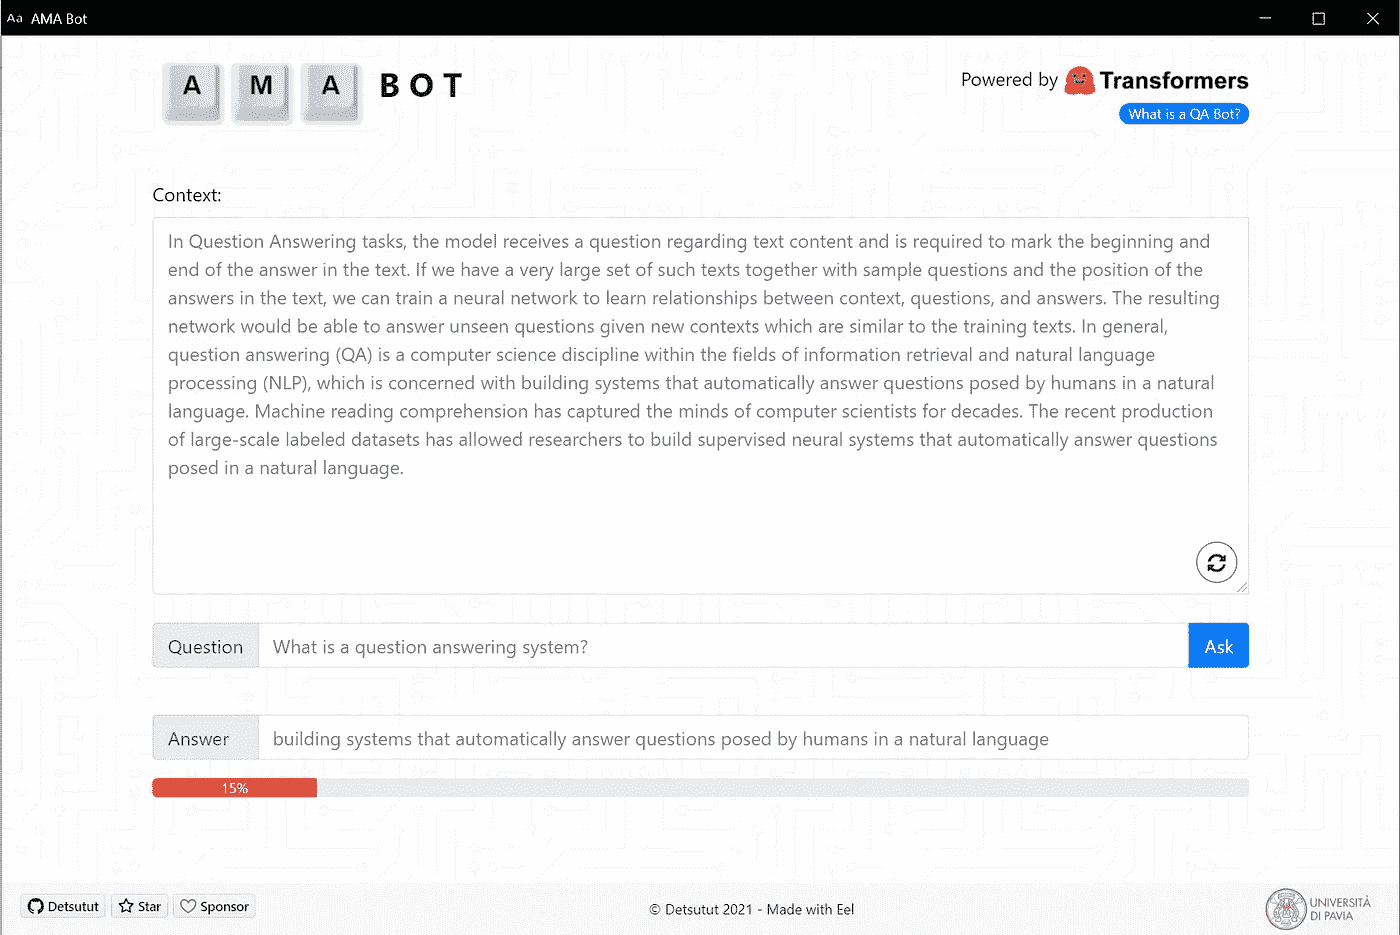 Aa AMA Bot
A M A BOT
Powered by Transformers
What is a QA Bot?
Context:
In Question Answering tasks, the model receives a question regarding text content and is required to mark the beginning and
end of the answer in the text. If we have a very large set of such texts together with sample questions and the position of the
answers in the text, we can train a neural network to learn relationships between context, questions, and answers. The resulting
network would be able to answer unseen questions given new contexts which are similar to the training texts. In general,
question answering (QA) is a computer science discipline within the fields of information retrieval and natural language
processing (NLP), which is concerned with building systems that automatically answer questions posed by humans in a natural
language. Machine reading comprehension has captured the minds of computer scientists for decades. The recent production
of large-scale labeled datasets has allowed researchers to build supervised neural systems that automatically answer questions
posed in a natural language.
Question What is a question answering system? Ask
Answer building systems that automatically answer questions posed by humans in a natural language
15%
Detsutut Star Sponsor
© Detsutut 2021 - Made with Eel
UNIVERSITÀ
DI PAVIA